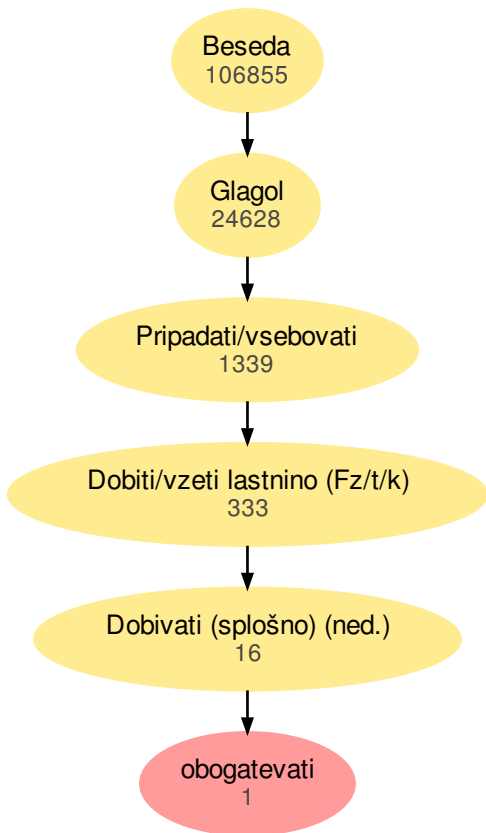 Beseda
106855
Glagol
24628
Pripadati/vsebovati
1339
Dobiti/vzeti lastnino (Fz/t/k)
333
Dobivati (splošno) (ned.)
16
obogatevati
1